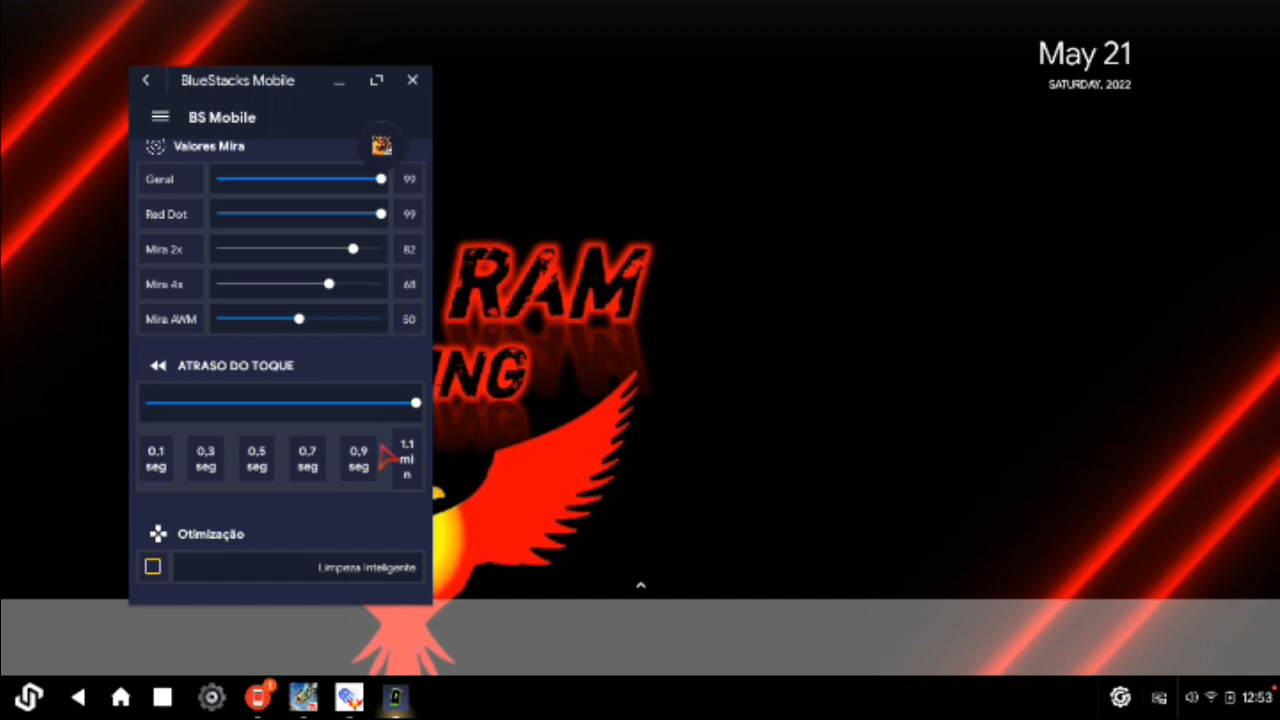 May 21
SATURDAY, 2022
BlueStacks Mobile
BS Mobile
Valores Mira
Geral 99
Red Dot 99
Mira 2x 82
Mira 4x 68
Mira AWM 50
ATRASO DO TOQUE
0,1 seg
0,3 seg
0,5 seg
0,7 seg
0,9 seg
1.1 min
Otimização
Limpeza Inteligente
RAM
NG
1
12:53